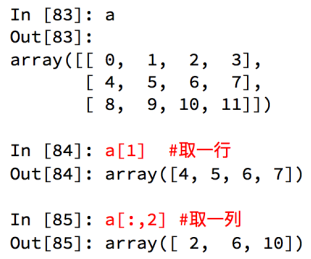 In [83]: a
Out[83]:
array([[ 0,  1,  2,  3],
       [ 4,  5,  6,  7],
       [ 8,  9, 10, 11]])
In [84]: a[1]  #取一行
Out[84]: array([4, 5, 6, 7])
In [85]: a[:,2] #取一列
Out[85]: array([ 2,  6, 10])